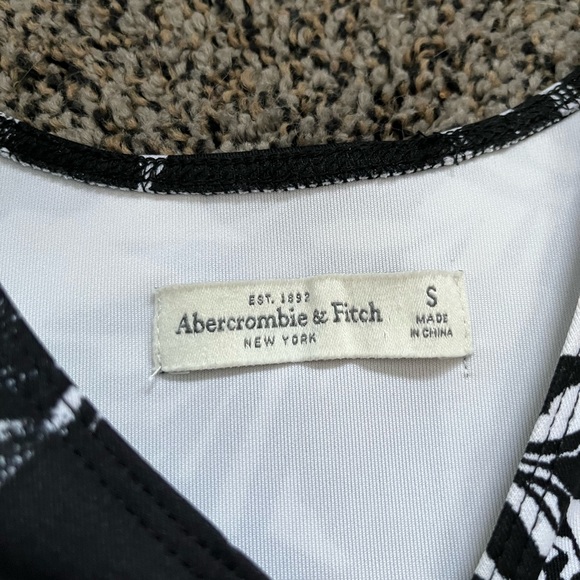 EST. 1892
Abercrombie & Fitch
NEW YORK
S
MADE
IN CHINA